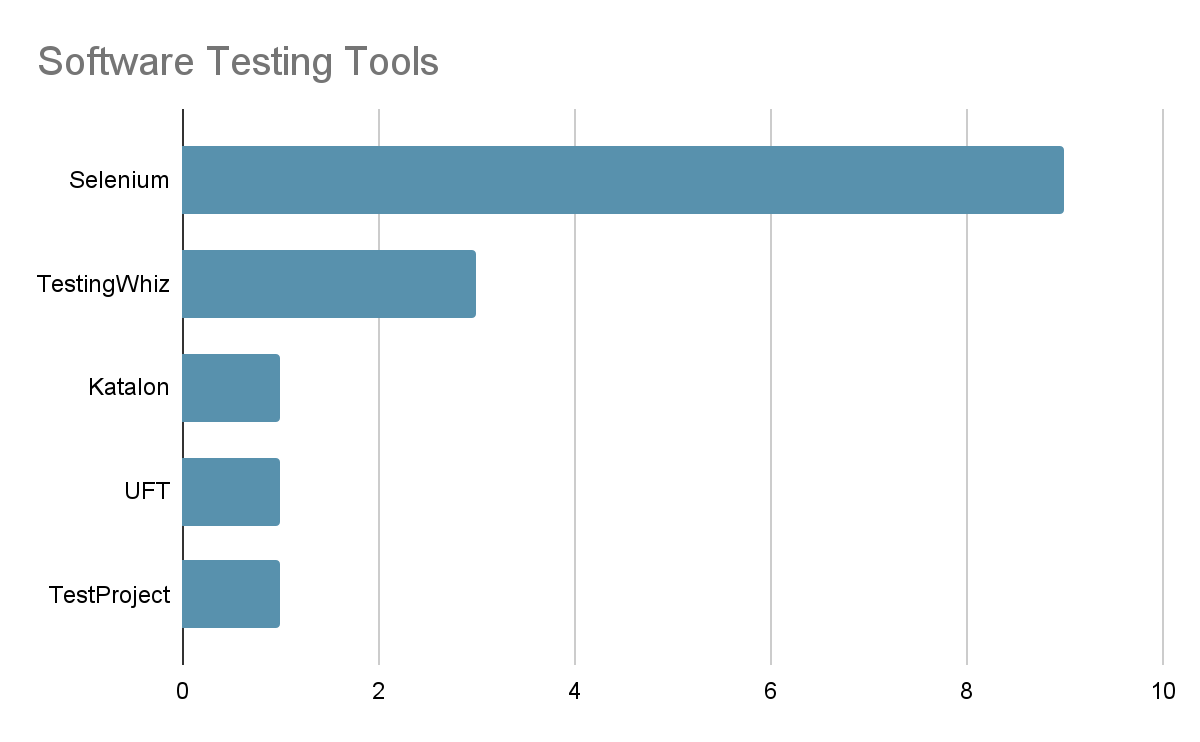 Software Testing Tools
Selenium
TestingWhiz
Katalon
UFT
TestProject
0 2 4 6 8 10